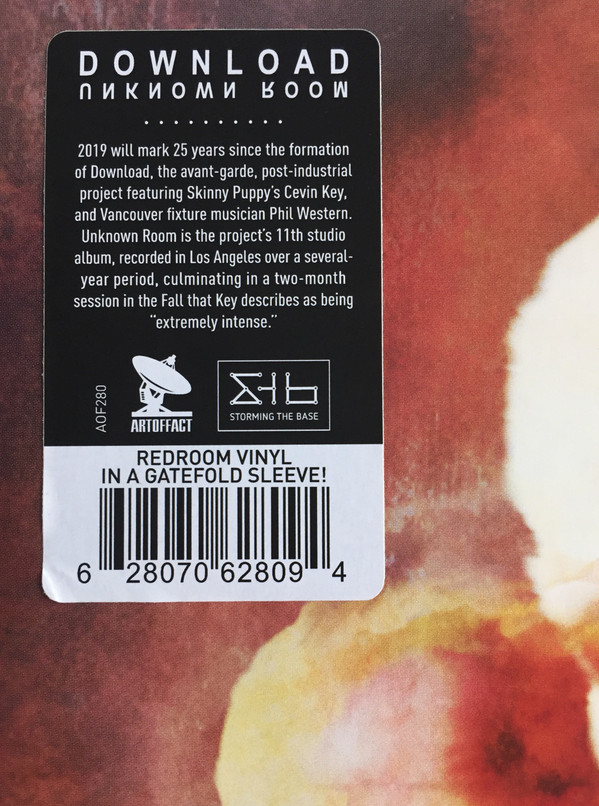 DOWNLOAD
UNKNOWN ROOM
2019 will mark 25 years since the formation
of Download, the avant-garde, post-industrial
project featuring Skinny Puppy's Cevin Key,
and Vancouver fixture musician Phil Western.
Unknown Room is the project's 11th studio
album, recorded in Los Angeles over a several-
year period, culminating in a two-month
session in the Fall that Key describes as being
"extremely intense."
AOF280
ARTOFFACT
Stb
STORMING THE BASE
REDROOM VINYL
IN A GATEFOLD SLEEVE!
6 28070 62809 4